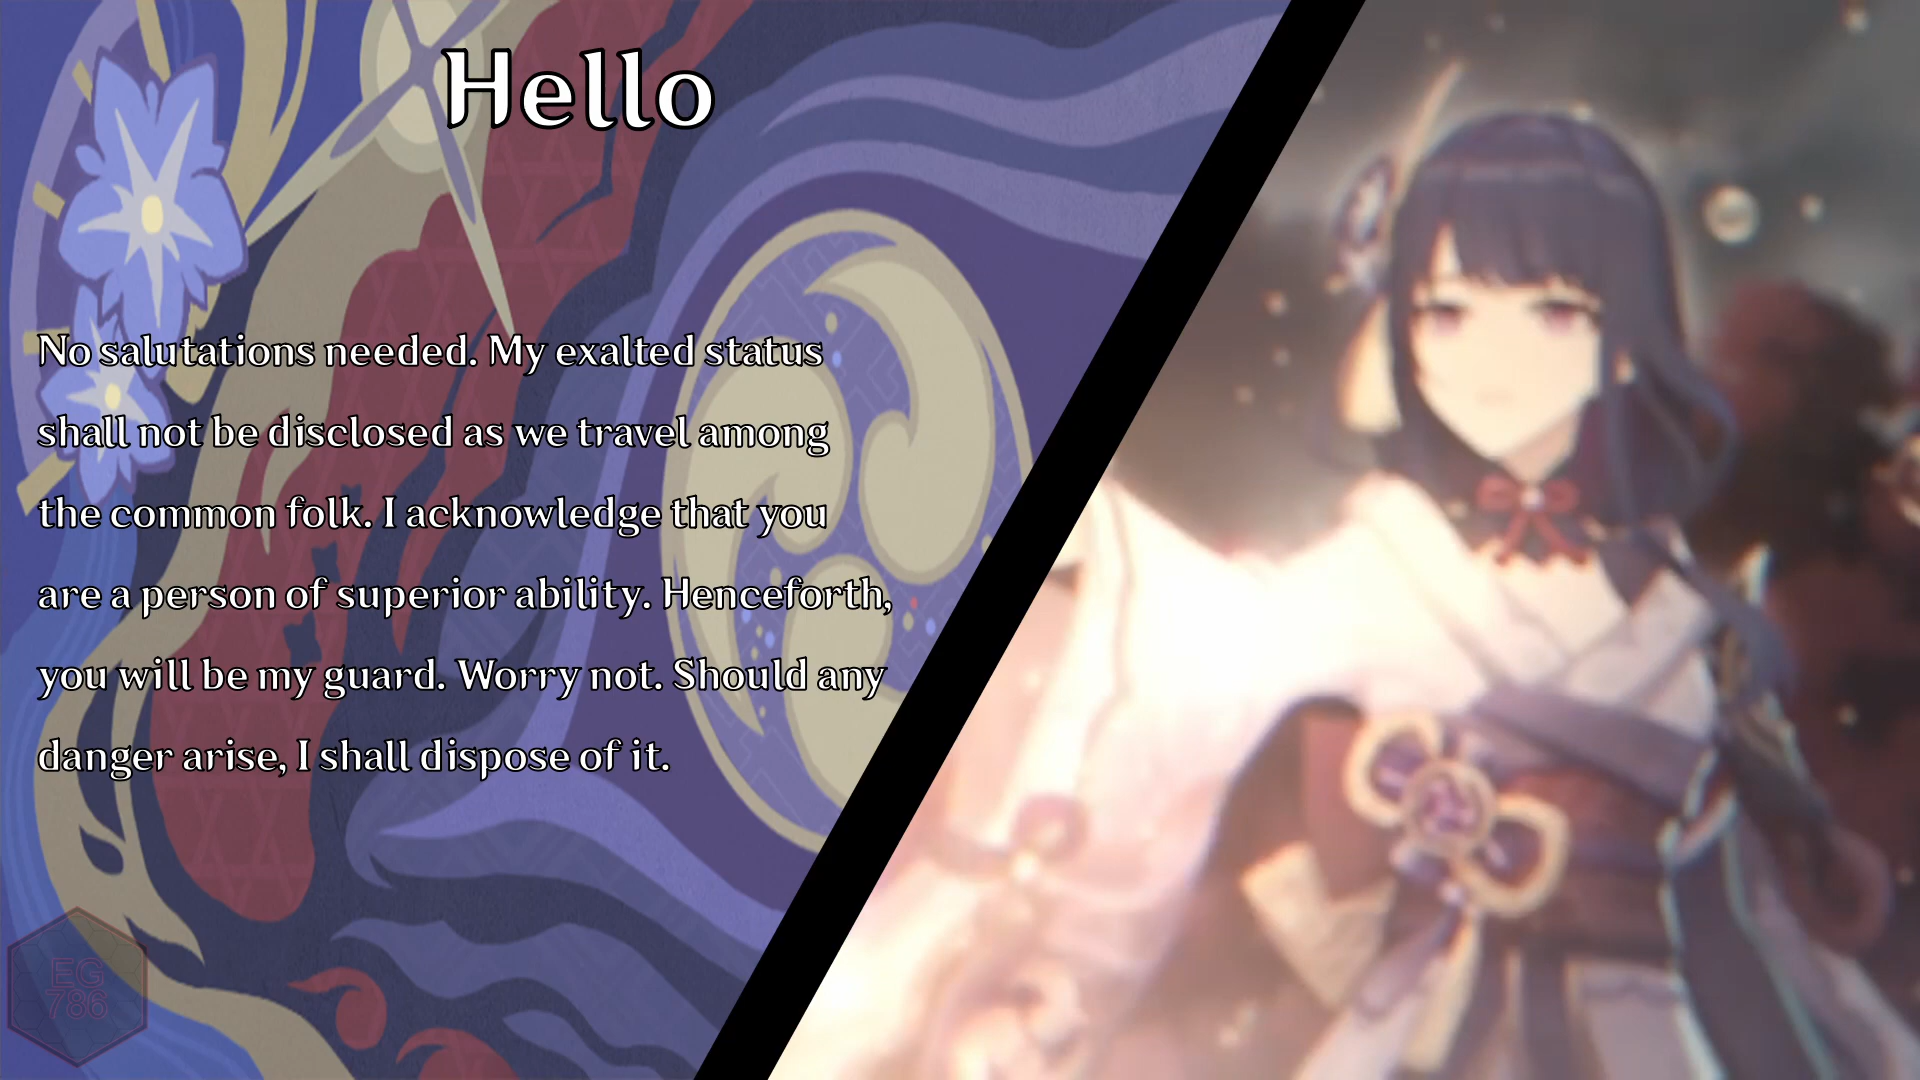 Hello
No salutations needed. My exalted status
shall not be disclosed as we travel among
the common folk. I acknowledge that you
are a person of superior ability. Henceforth,
you will be my guard. Worry not. Should any
danger arise, I shall dispose of it.
EG
786